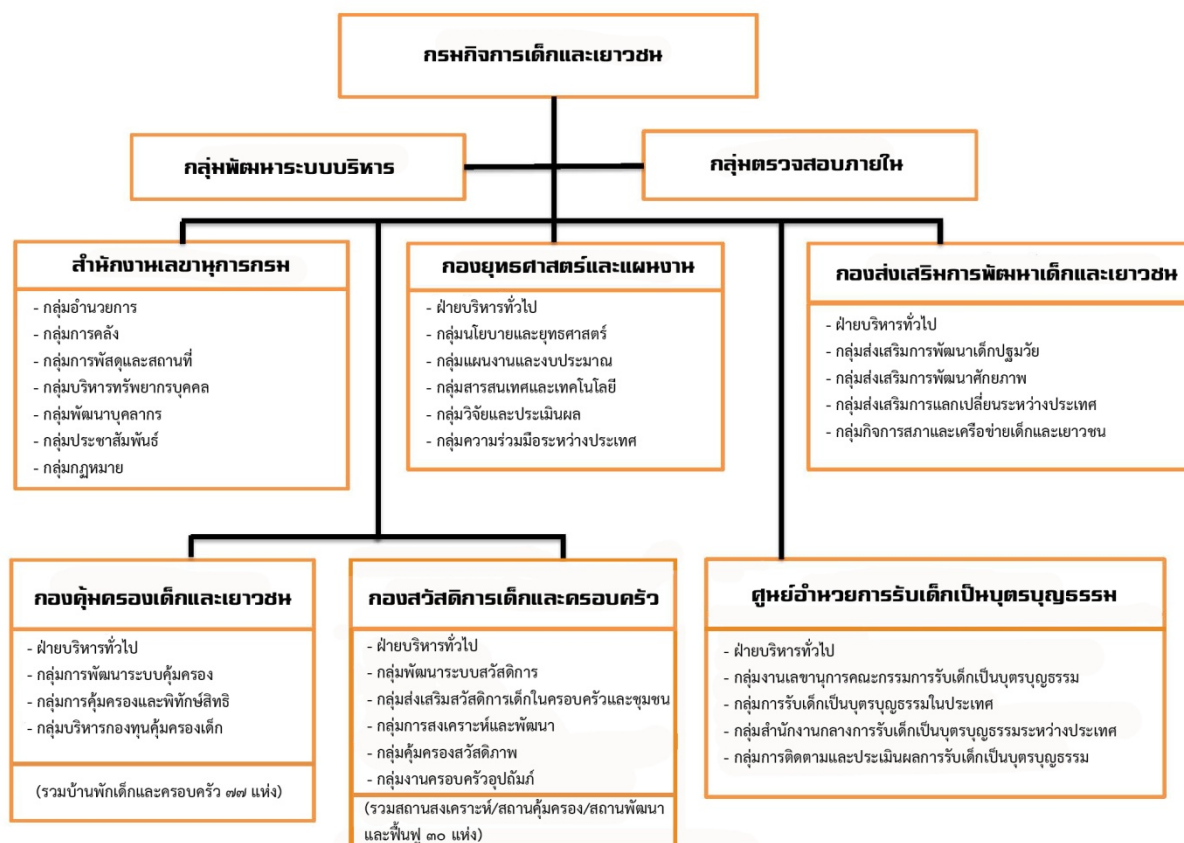 กรมกิจการเด็กและเยาวชน
กลุ่มพัฒนาระบบบริหาร
กลุ่มตรวจสอบภายใน
สำนักงานเลขานุการกรม
- กลุ่มอำนวยการ
- กลุ่มการคลัง
- กลุ่มการพัสดุและสถานที่
- กลุ่มบริหารทรัพยากรบุคคล
- กลุ่มพัฒนาบุคลากร
- กลุ่มประชาสัมพันธ์
- กลุ่มกฎหมาย
กองยุทธศาสตร์และแผนงาน
- ฝ่ายบริหารทั่วไป
- กลุ่มนโยบายและยุทธศาสตร์
- กลุ่มแผนงานและงบประมาณ
- กลุ่มสารสนเทศและเทคโนโลยี
- กลุ่มวิจัยและประเมินผล
- กลุ่มความร่วมมือระหว่างประเทศ
กองส่งเสริมการพัฒนาเด็กและเยาวชน
- ฝ่ายบริหารทั่วไป
- กลุ่มส่งเสริมการพัฒนาเด็กปฐมวัย
- กลุ่มส่งเสริมการพัฒนาศักยภาพ
- กลุ่มส่งเสริมการแลกเปลี่ยนระหว่างประเทศ
- กลุ่มกิจการสภาและเครือข่ายเด็กและเยาวชน
กองคุ้มครองเด็กและเยาวชน
- ฝ่ายบริหารทั่วไป
- กลุ่มการพัฒนาระบบคุ้มครอง
- กลุ่มการคุ้มครองและพิทักษ์สิทธิ
- กลุ่มบริหารกองทุนคุ้มครองเด็ก
(รวมบ้านพักเด็กและครอบครัว ๗๗ แห่ง)
กองสวัสดิการเด็กและครอบครัว
- ฝ่ายบริหารทั่วไป
- กลุ่มพัฒนาระบบสวัสดิการ
- กลุ่มส่งเสริมสวัสดิการเด็กในครอบครัวและชุมชน
- กลุ่มการสงเคราะห์และพัฒนา
- กลุ่มคุ้มครองสวัสดิภาพ
- กลุ่มงานครอบครัวอุปถัมภ์
(รวมสถานสงเคราะห์/สถานคุ้มครอง/สถานพัฒนา
และฟื้นฟู ๓๐ แห่ง)
ศูนย์อำนวยการรับเด็กเป็นบุตรบุญธรรม
- ฝ่ายบริหารทั่วไป
- กลุ่มงานเลขานุการคณะกรรมการรับเด็กเป็นบุตรบุญธรรม
- กลุ่มการรับเด็กเป็นบุตรบุญธรรมในประเทศ
- กลุ่มสำนักงานกลางการรับเด็กเป็นบุตรบุญธรรมระหว่างประเทศ
- กลุ่มการติดตามและประเมินผลการรับเด็กเป็นบุตรบุญธรรม